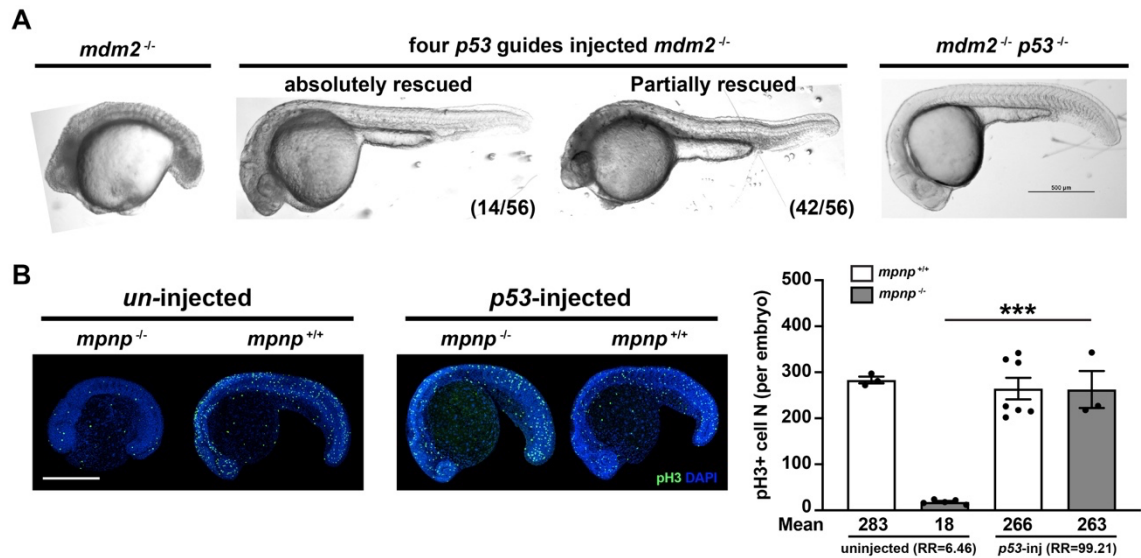 A
mdm2 -/-
four p53 guides injected mdm2 -/-
mdm2 -/- p53 -/-
absolutely rescued
Partially rescued
(14/56)
(42/56)
500 µm
B
un-injected
p53-injected
mpnp -/-
mpnp +/+
mpnp -/-
mpnp +/+
pH3 DAPI
pH3+ cell N (per embryo)
500
400
300
200
100
0
mpnp +/+
mpnp -/-
***
Mean 283 18 266 263
uninjected (RR=6.46) p53-inj (RR=99.21)